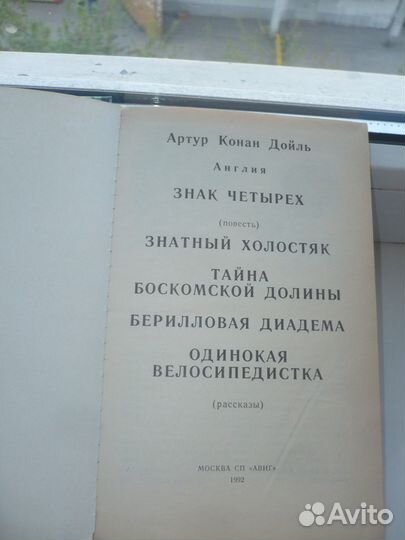 Артур Конан Дойль
Англия
ЗНАК ЧЕТЫРЕХ
(повесть)
ЗНАТНЫЙ ХОЛОСТЯК
ТАЙНА
БОСКОМСКОЙ ДОЛИНЫ
БЕРИЛЛОВАЯ ДИАДЕМА
ОДИНОКАЯ
ВЕЛОСИПЕДИСТКА
(рассказы)
МОСКВА СП «АВИГ»
1992
Avito